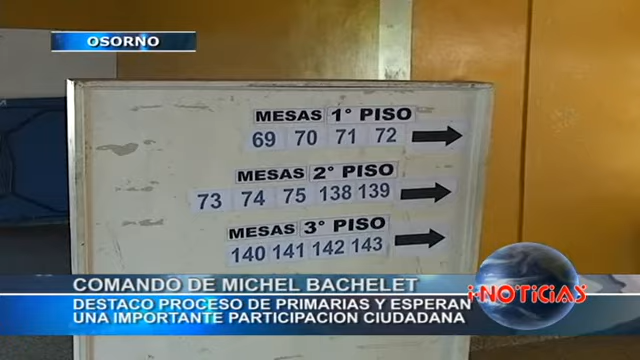 OSORNO
MESAS 1° PISO
69 70 71 72
MESAS 2° PISO
73 74 75 138 139
MESAS 3° PISO
140 141 142 143
COMANDO DE MICHEL BACHELET
DESTACO PROCESO DE PRIMARIAS Y ESPERAN
UNA IMPORTANTE PARTICIPACION CIUDADANA
i-NOTICIAS